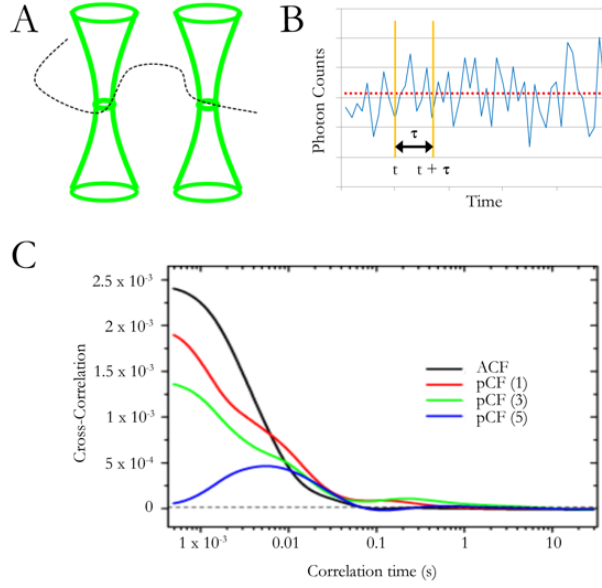 A
B
Photon Counts
τ
t
t + τ
Time
C
Cross-Correlation
2.5 x 10⁻³
2 x 10⁻³
1.5 x 10⁻³
1 x 10⁻³
5 x 10⁻⁴
0
ACF
pCF (1)
pCF (3)
pCF (5)
1 x 10⁻³
0.01
0.1
1
10
Correlation time (s)